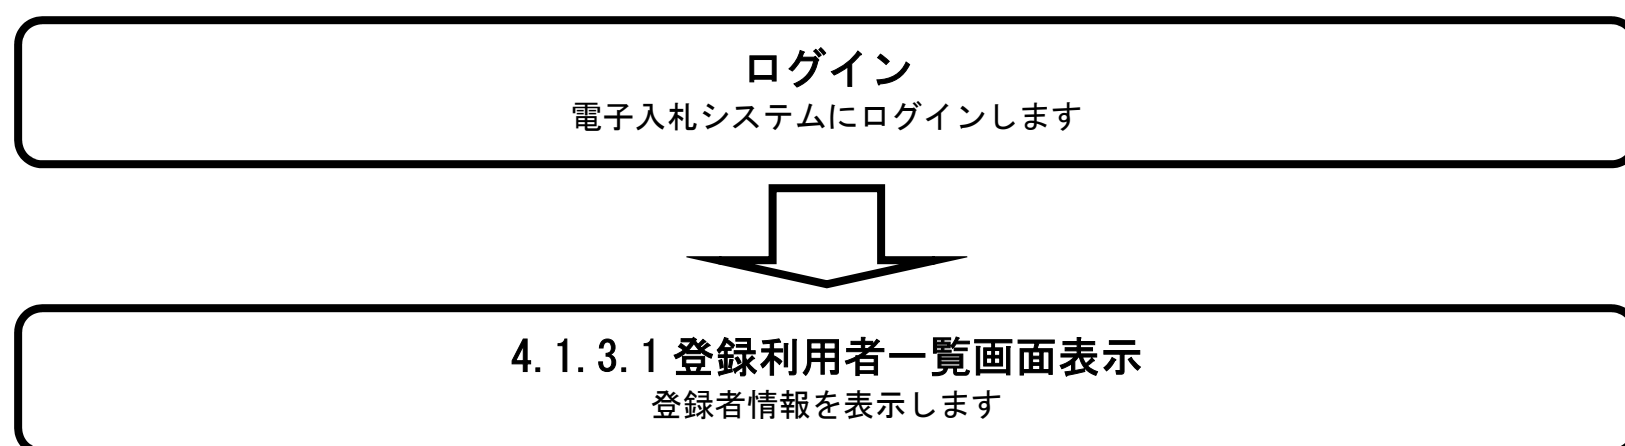 ログイン
電子入札システムにログインします
4.1.3.1登録利用者一覧画面表示
登録者情報を表示します